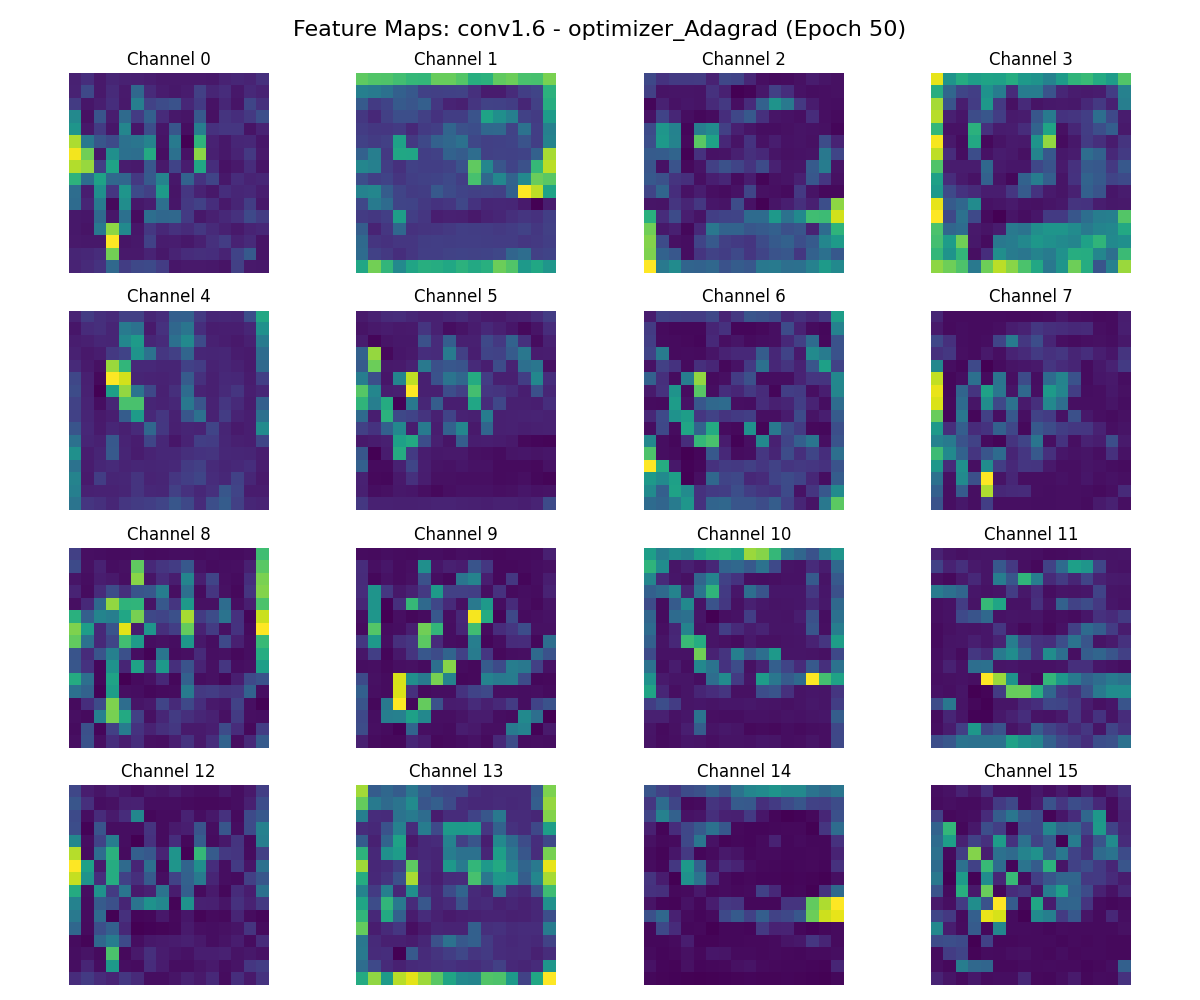 Feature Maps: conv1.6 - optimizer_Adagrad (Epoch 50)
Channel 0
Channel 1
Channel 2
Channel 3
Channel 4
Channel 5
Channel 6
Channel 7
Channel 8
Channel 9
Channel 10
Channel 11
Channel 12
Channel 13
Channel 14
Channel 15